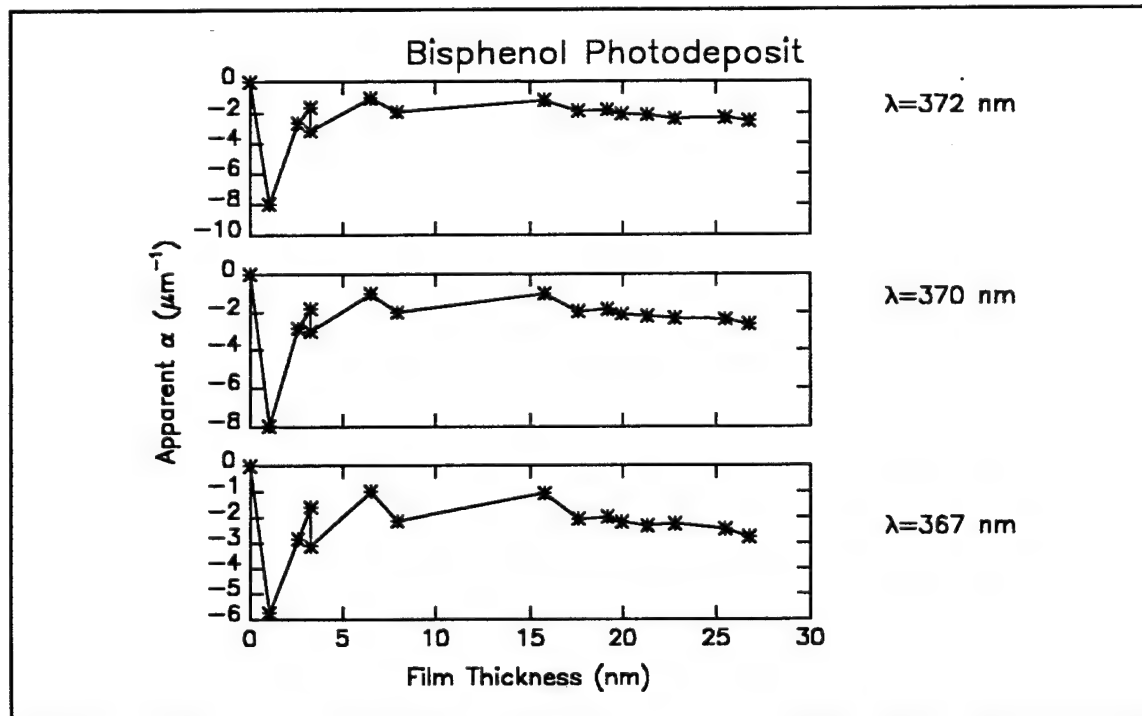 Bisphenol Photodeposit
0
−2
−4
−6
−8
−10
λ=372 nm
0
−2
−4
−6
−8
λ=370 nm
Apparent α (μm⁻¹)
0
−1
−2
−3
−4
−5
−6
λ=367 nm
0 5 10 15 20 25 30
Film Thickness (nm)